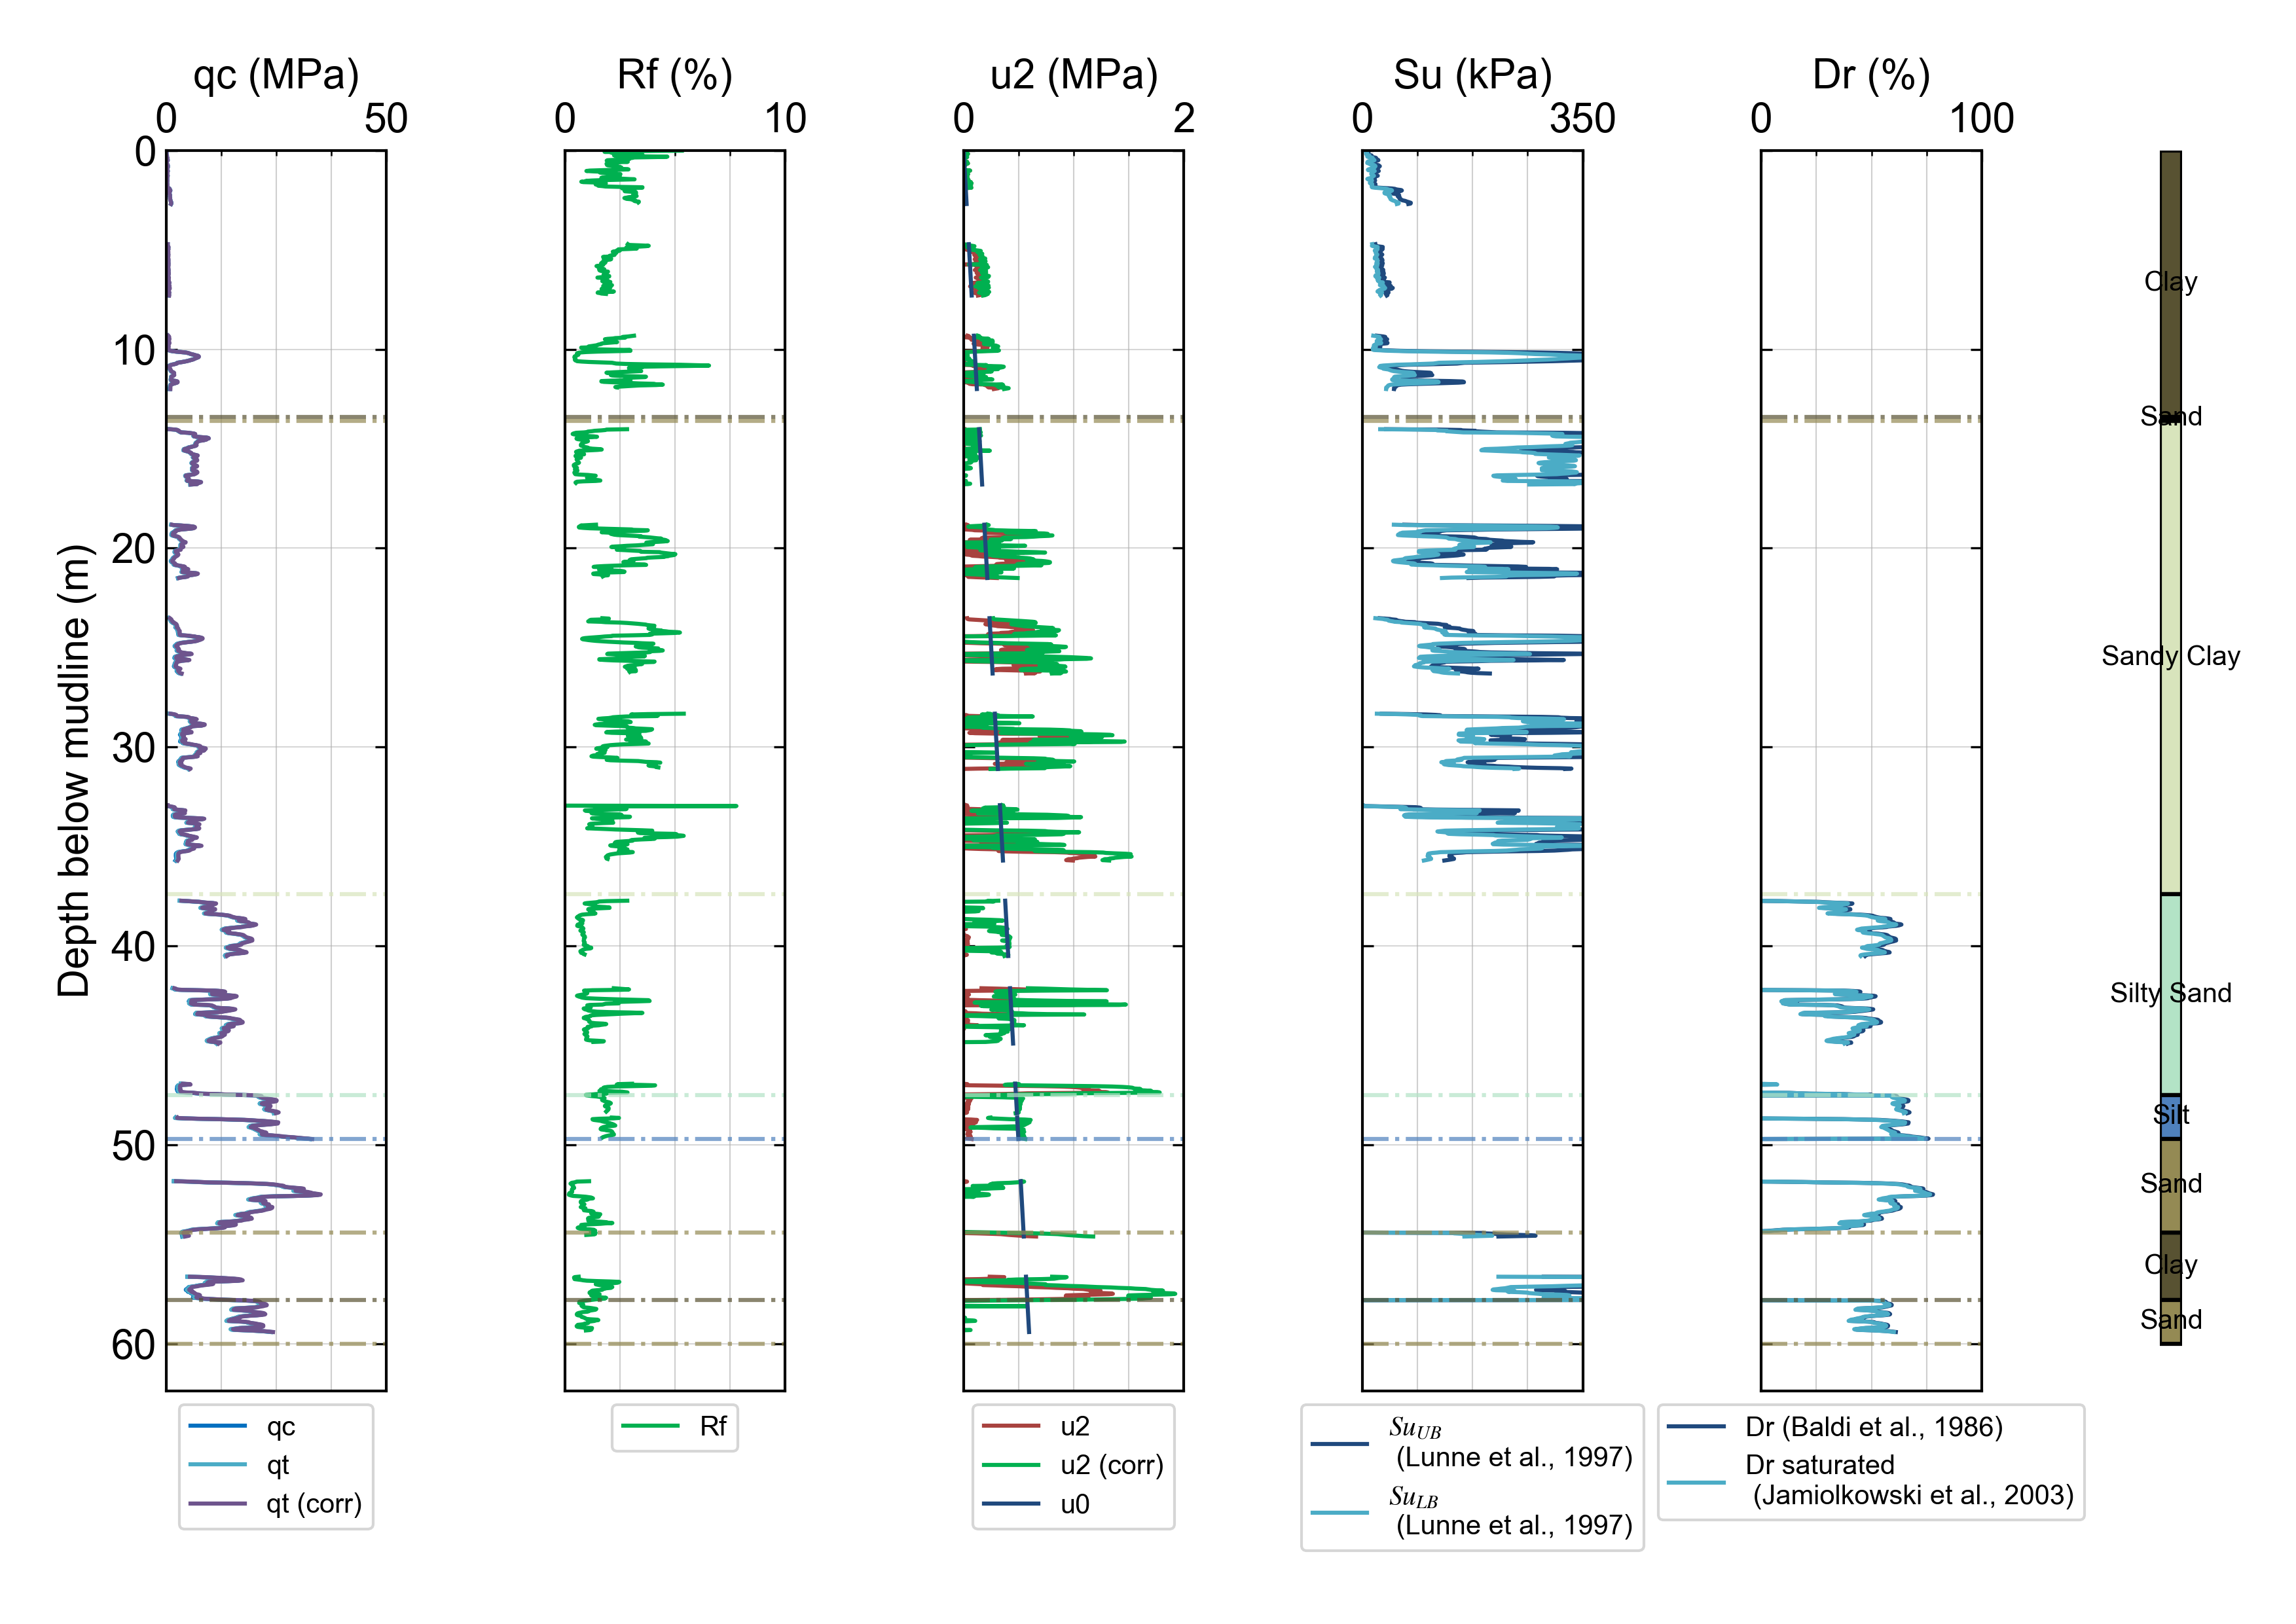 qc (MPa)
Rf (%)
u2 (MPa)
Su (kPa)
Dr (%)
0 50
0 10
0 2
0 350
0 100
0
10
20
30
40
50
60
Depth below mudline (m)
Clay
Sand
Sandy Clay
Silty Sand
Silt
Sand
Clay
Sand
qc
qt
qt (corr)
Rf
u2
u2 (corr)
u0
SuUB
(Lunne et al., 1997)
SuLB
(Lunne et al., 1997)
Dr (Baldi et al., 1986)
Dr saturated
(Jamiolkowski et al., 2003)